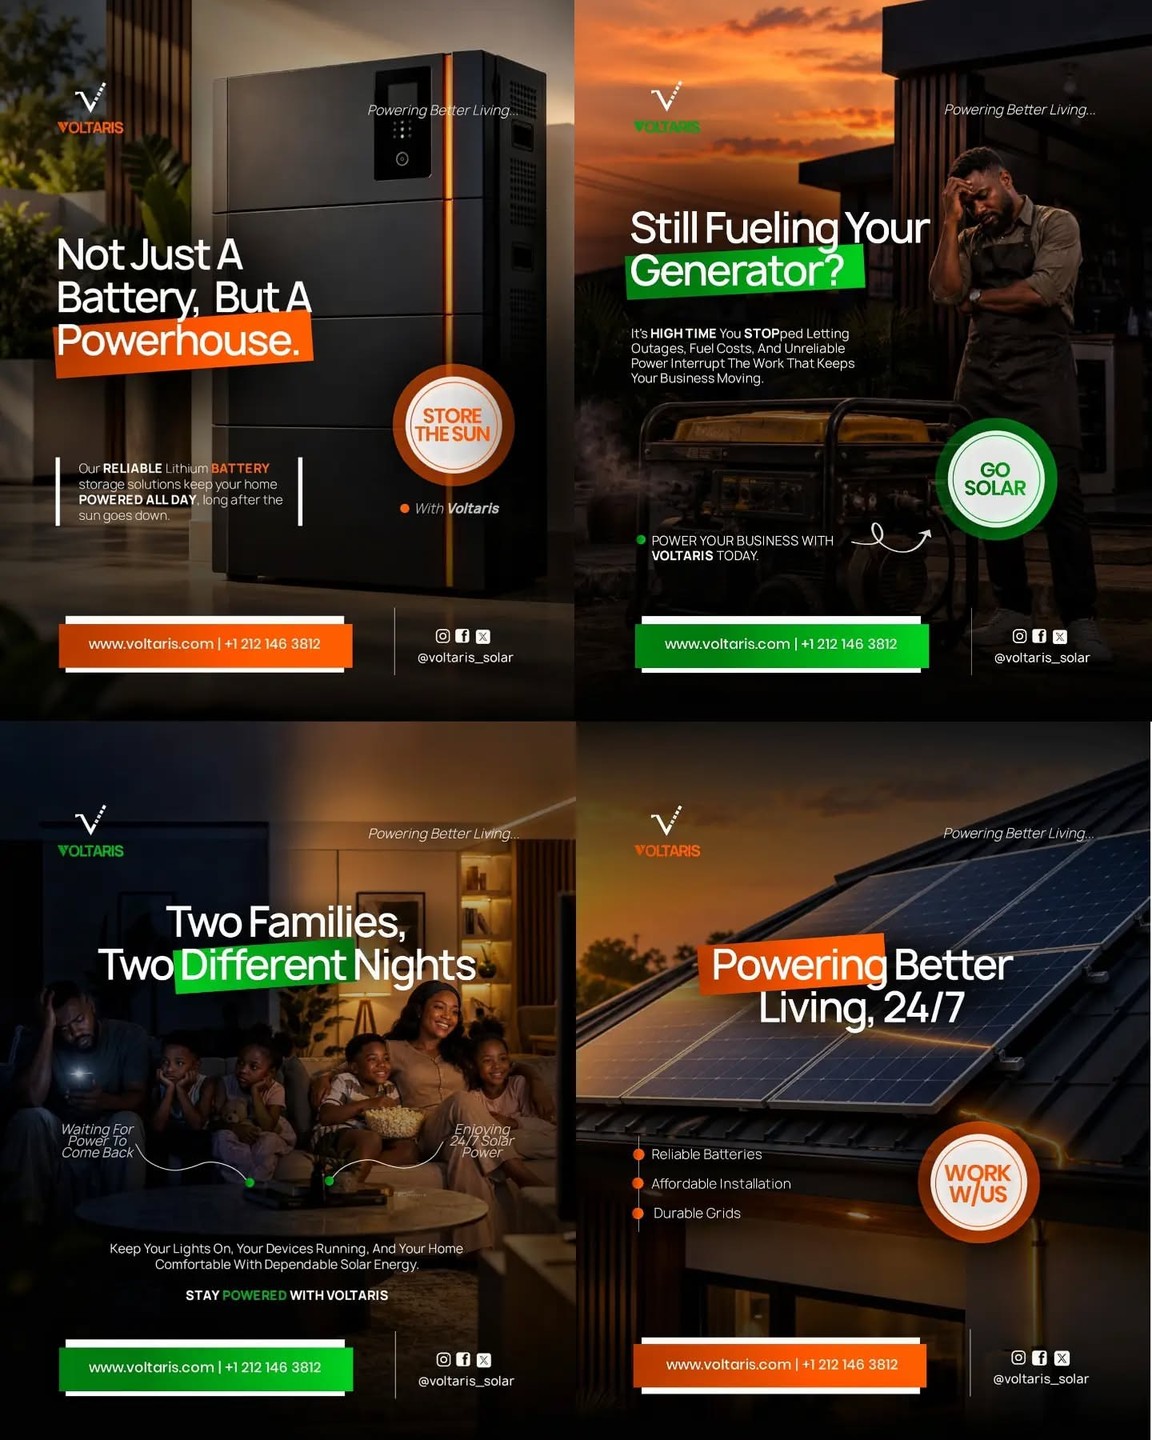 VOLTARIS
Powering Better Living...
Not Just A
Battery, But A
Powerhouse.
STORE
THE SUN
Our RELIABLE Lithium BATTERY
storage solutions keep your home
POWERED ALL DAY, long after the
sun goes down.
With Voltaris
www.voltaris.com | +1 212 146 3812
@voltaris_solar
VOLTARIS
Powering Better Living...
Still Fueling Your
Generator?
It's HIGH TIME You STOPped Letting
Outages, Fuel Costs, And Unreliable
Power Interrupt The Work That Keeps
Your Business Moving.
GO
SOLAR
POWER YOUR BUSINESS WITH
VOLTARIS TODAY.
www.voltaris.com | +1 212 146 3812
@voltaris_solar
VOLTARIS
Powering Better Living...
Two Families,
Two Different Nights
Waiting For
Power To
Come Back
Enjoying
24/7 Solar
Power
Keep Your Lights On, Your Devices Running, And Your Home
Comfortable With Dependable Solar Energy.
STAY POWERED WITH VOLTARIS
www.voltaris.com | +1 212 146 3812
@voltaris_solar
VOLTARIS
Powering Better Living...
Powering Better
Living, 24/7
Reliable Batteries
Affordable Installation
Durable Grids
WORK
W/US
www.voltaris.com | +1 212 146 3812
@voltaris_solar